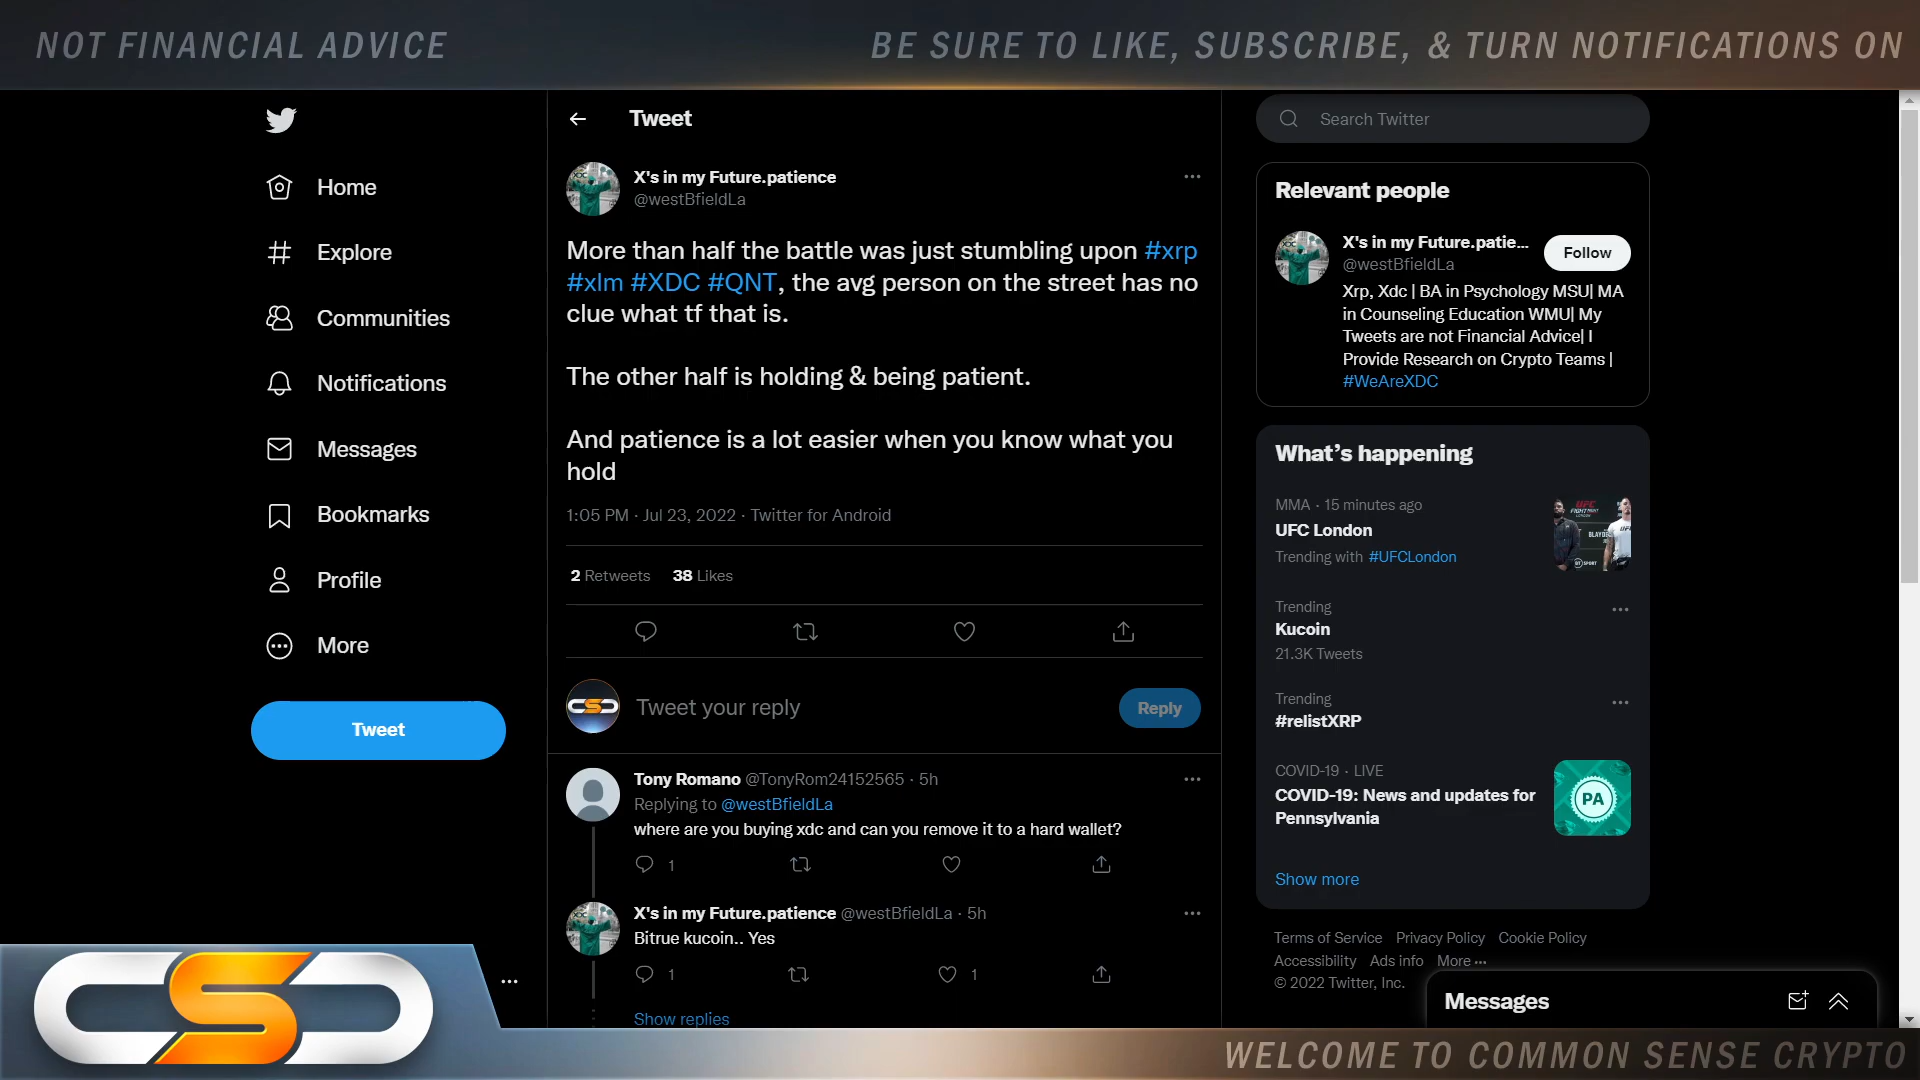 NOT FINANCIAL ADVICE
BE SURE TO LIKE, SUBSCRIBE, & TURN NOTIFICATIONS ON
Home
Explore
Communities
Notifications
Messages
Bookmarks
Profile
More
Tweet
Tweet
X's in my Future.patience
@westBfieldLa
More than half the battle was just stumbling upon #xrp
#xlm #XDC #QNT, the avg person on the street has no
clue what tf that is.
The other half is holding & being patient.
And patience is a lot easier when you know what you
hold
1:05 PM · Jul 23, 2022 · Twitter for Android
2 Retweets 38 Likes
Tweet your reply
Reply
Tony Romano @TonyRom24152565 · 5h
Replying to @westBfieldLa
where are you buying xdc and can you remove it to a hard wallet?
1
X's in my Future.patience @westBfieldLa · 5h
Bitrue kucoin.. Yes
1 1
Show replies
Search Twitter
Relevant people
X's in my Future.patie...
@westBfieldLa
Follow
Xrp, Xdc | BA in Psychology MSU| MA
in Counseling Education WMU| My
Tweets are not Financial Advice| I
Provide Research on Crypto Teams |
#WeAreXDC
What's happening
MMA · 15 minutes ago
UFC London
Trending with #UFCLondon
Trending
Kucoin
21.3K Tweets
Trending
#relistXRP
COVID-19 · LIVE
COVID-19: News and updates for
Pennsylvania
PA
Show more
Terms of Service Privacy Policy Cookie Policy
Accessibility Ads info More ···
© 2022 Twitter, Inc.
Messages
CSC
WELCOME TO COMMON SENSE CRYPTO